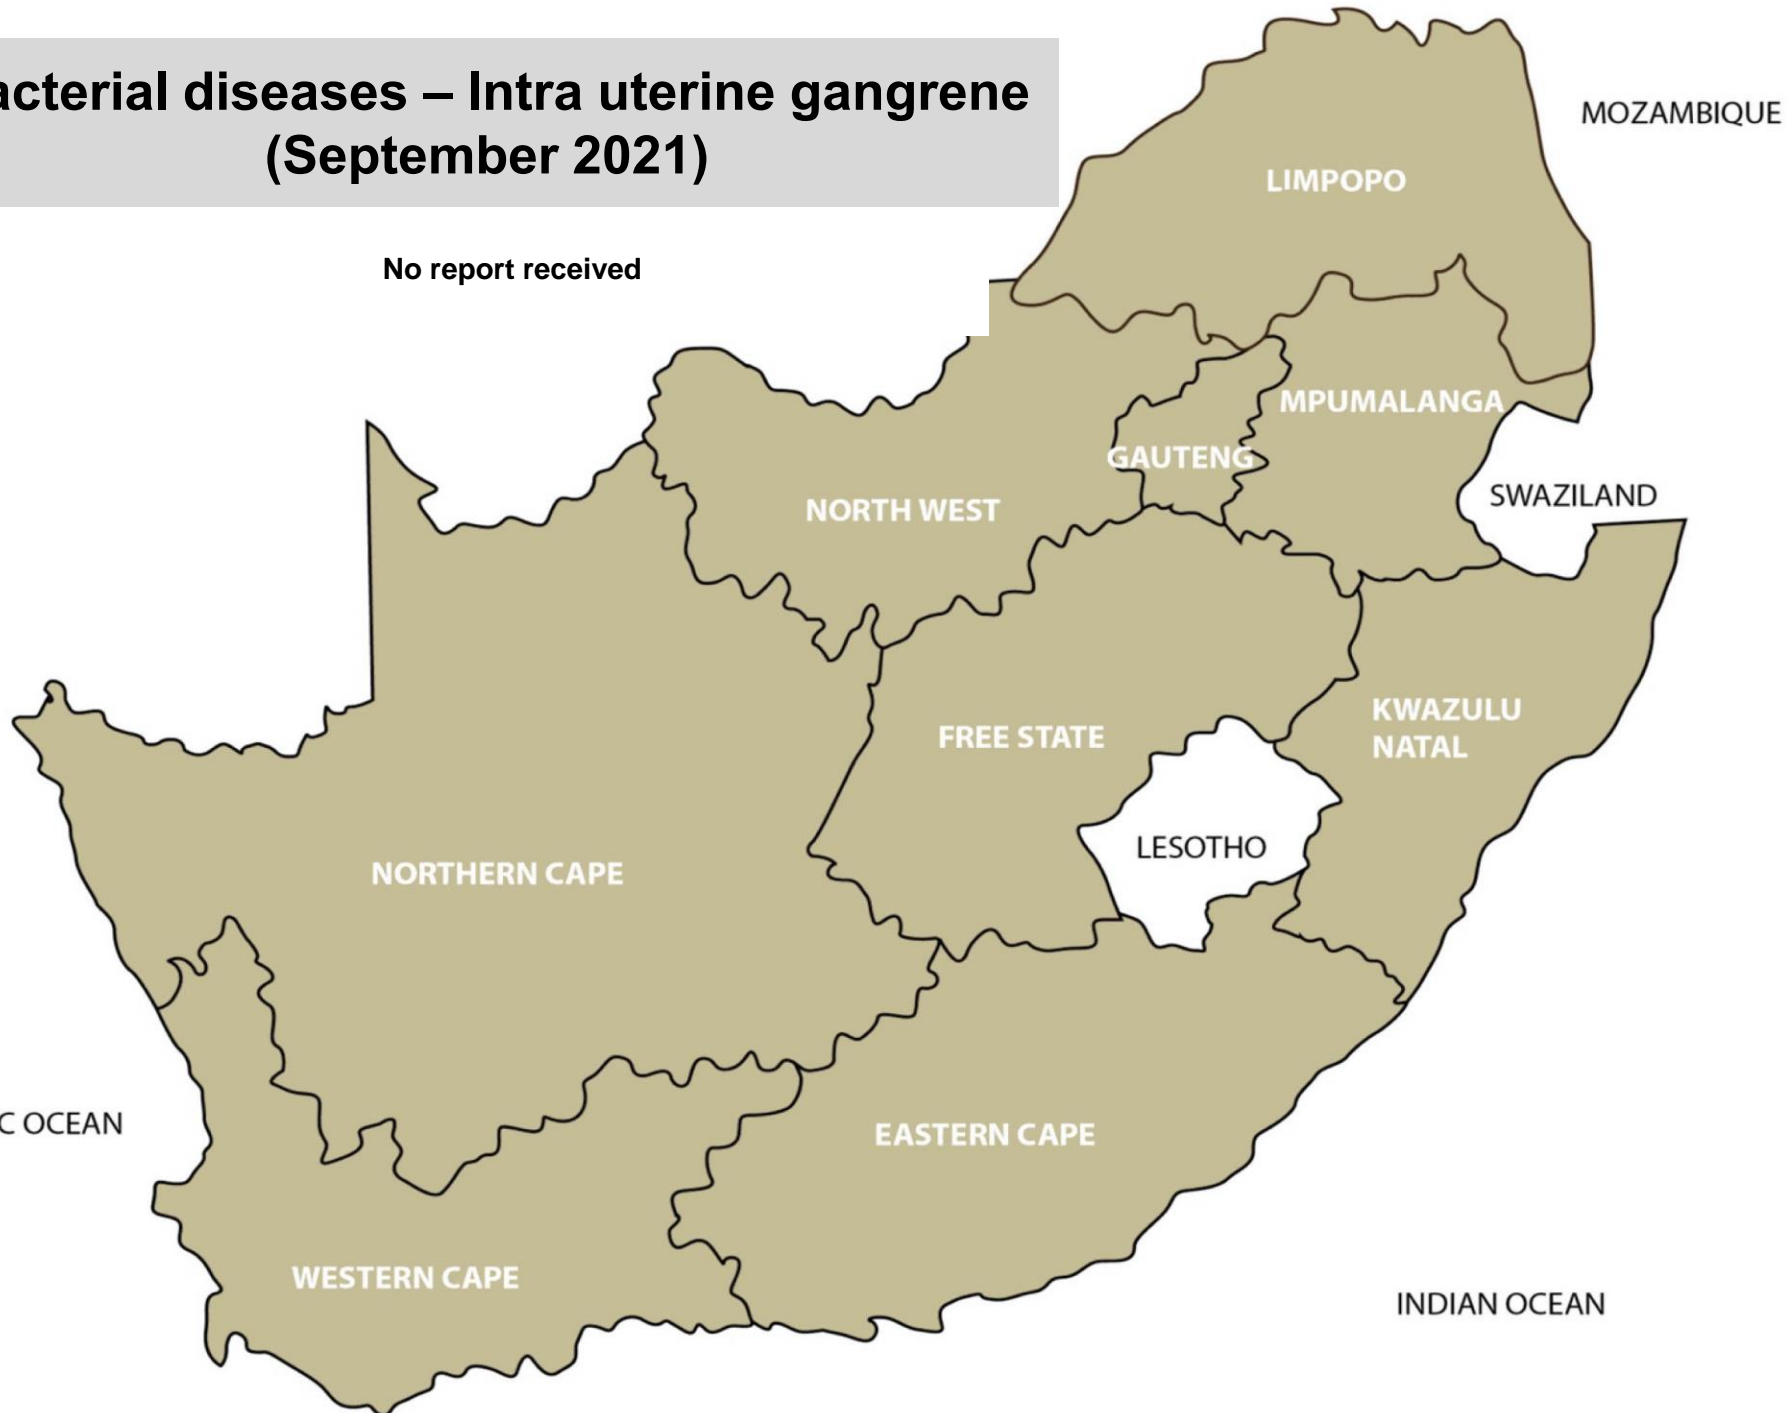 acterial diseases – Intra uterine gangrene
(September 2021)
MOZAMBIQUE
LIMPOPO
No report received
MPUMALANGA
GAUTENG
SWAZILAND
NORTH WEST
KWAZULU
NATAL
FREE STATE
LESOTHO
NORTHERN CAPE
C OCEAN
EASTERN CAPE
WESTERN CAPE
INDIAN OCEAN